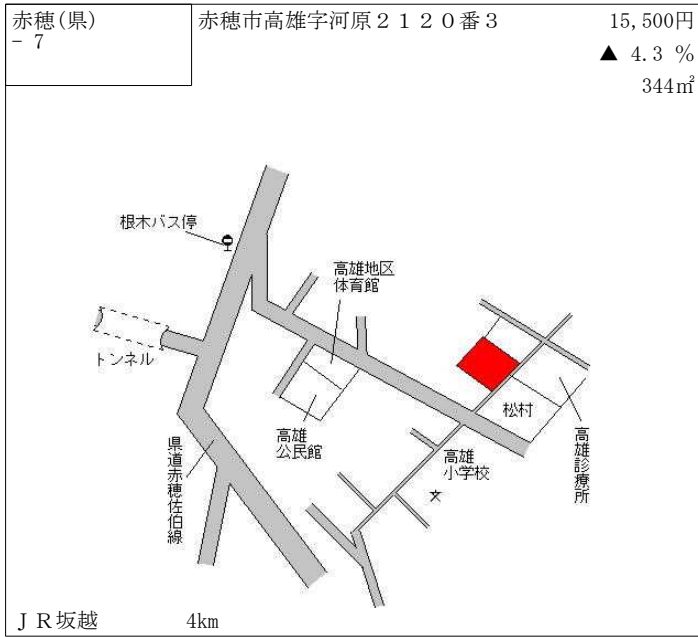 赤穂(県)
- 7
赤穂市高雄字河原２１２０番３
15,500円
▲ 4.3 %
344㎡
根木バス停
高雄地区
体育館
トンネル
松村
高雄
公民館
高雄
小学校
文
高雄診療所
県道赤穂佐伯線
ＪＲ坂越
4km